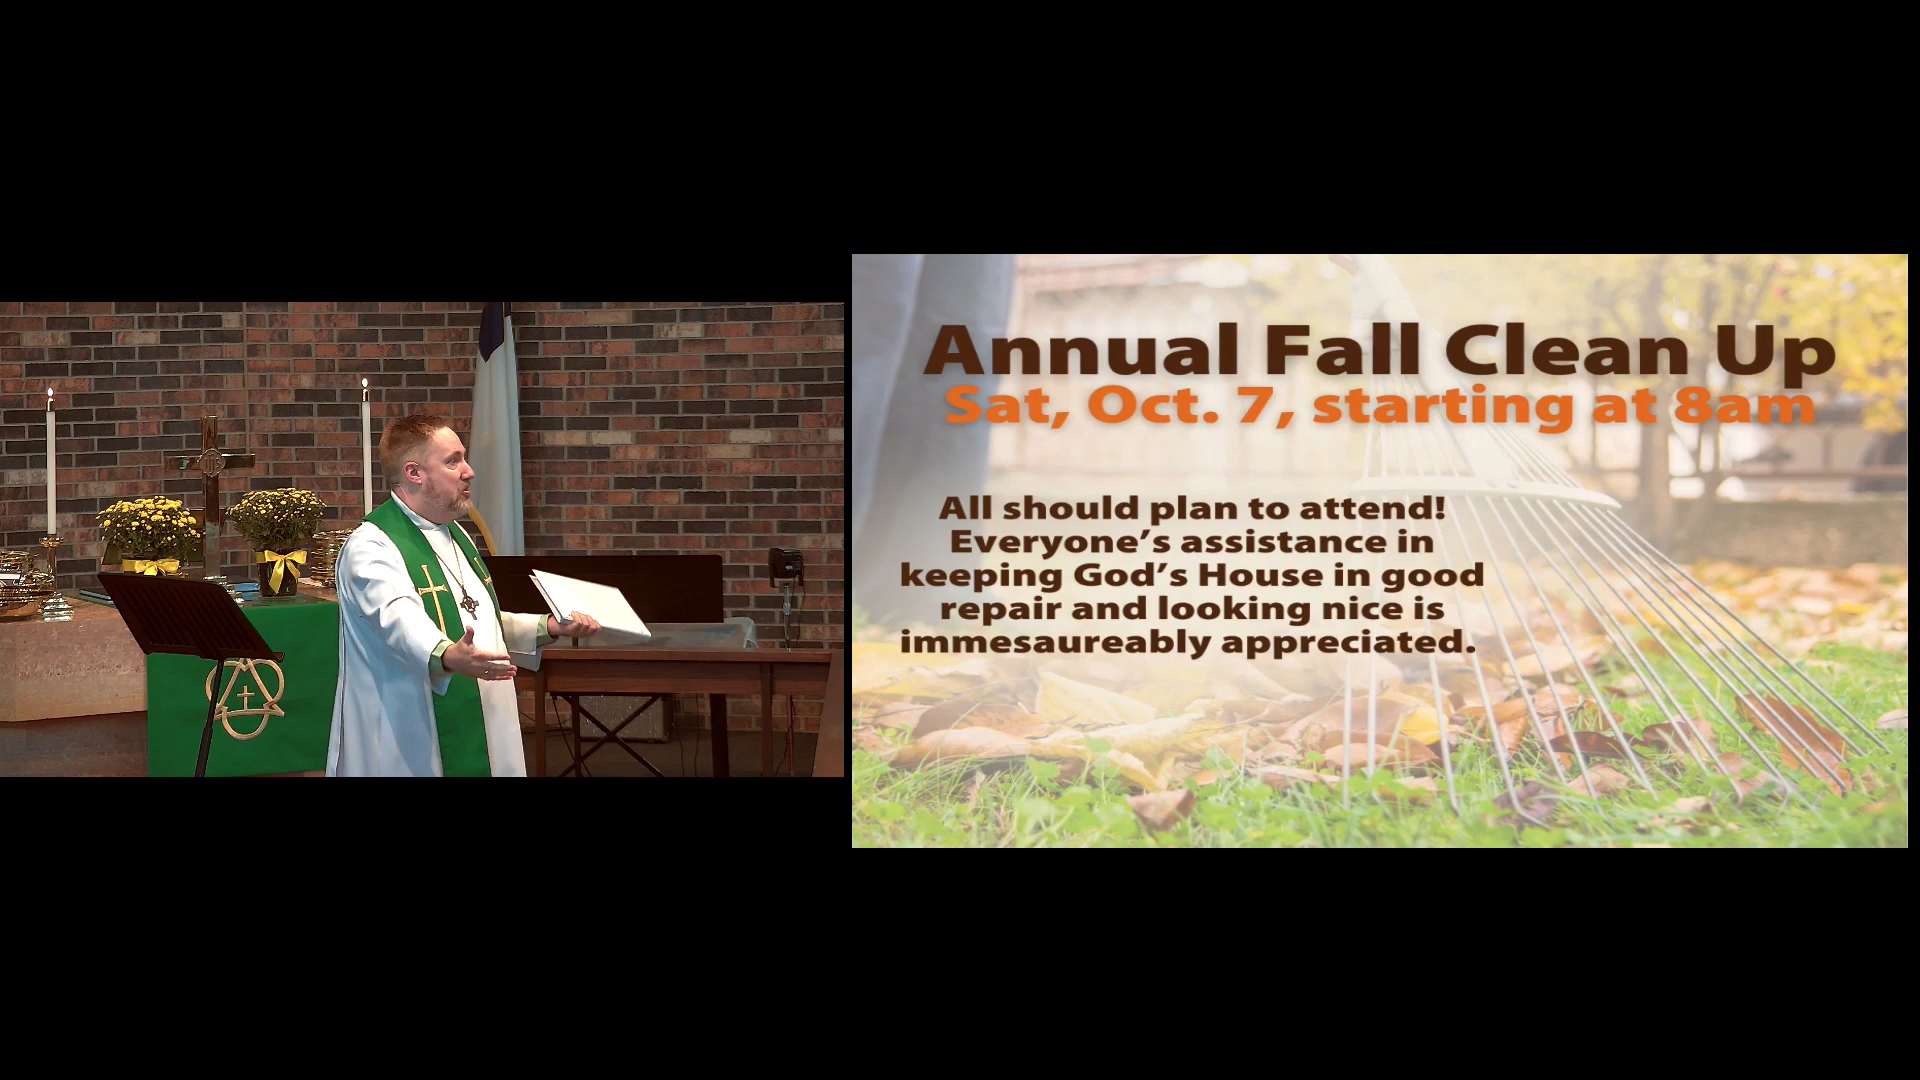 Annual Fall Clean Up
Sat, Oct. 7, starting at 8am
All should plan to attend!
Everyone’s assistance in
keeping God’s House in good
repair and looking nice is
immesaureably appreciated.